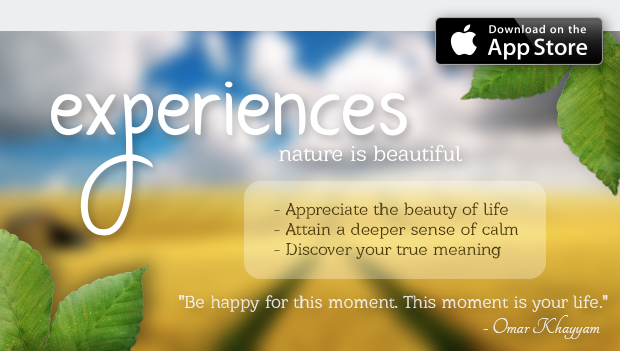 Download on the
App Store
experiences
nature is beautiful
- Appreciate the beauty of life
- Attain a deeper sense of calm
- Discover your true meaning
"Be happy for this moment. This moment is your life."
- Omar Khayyam